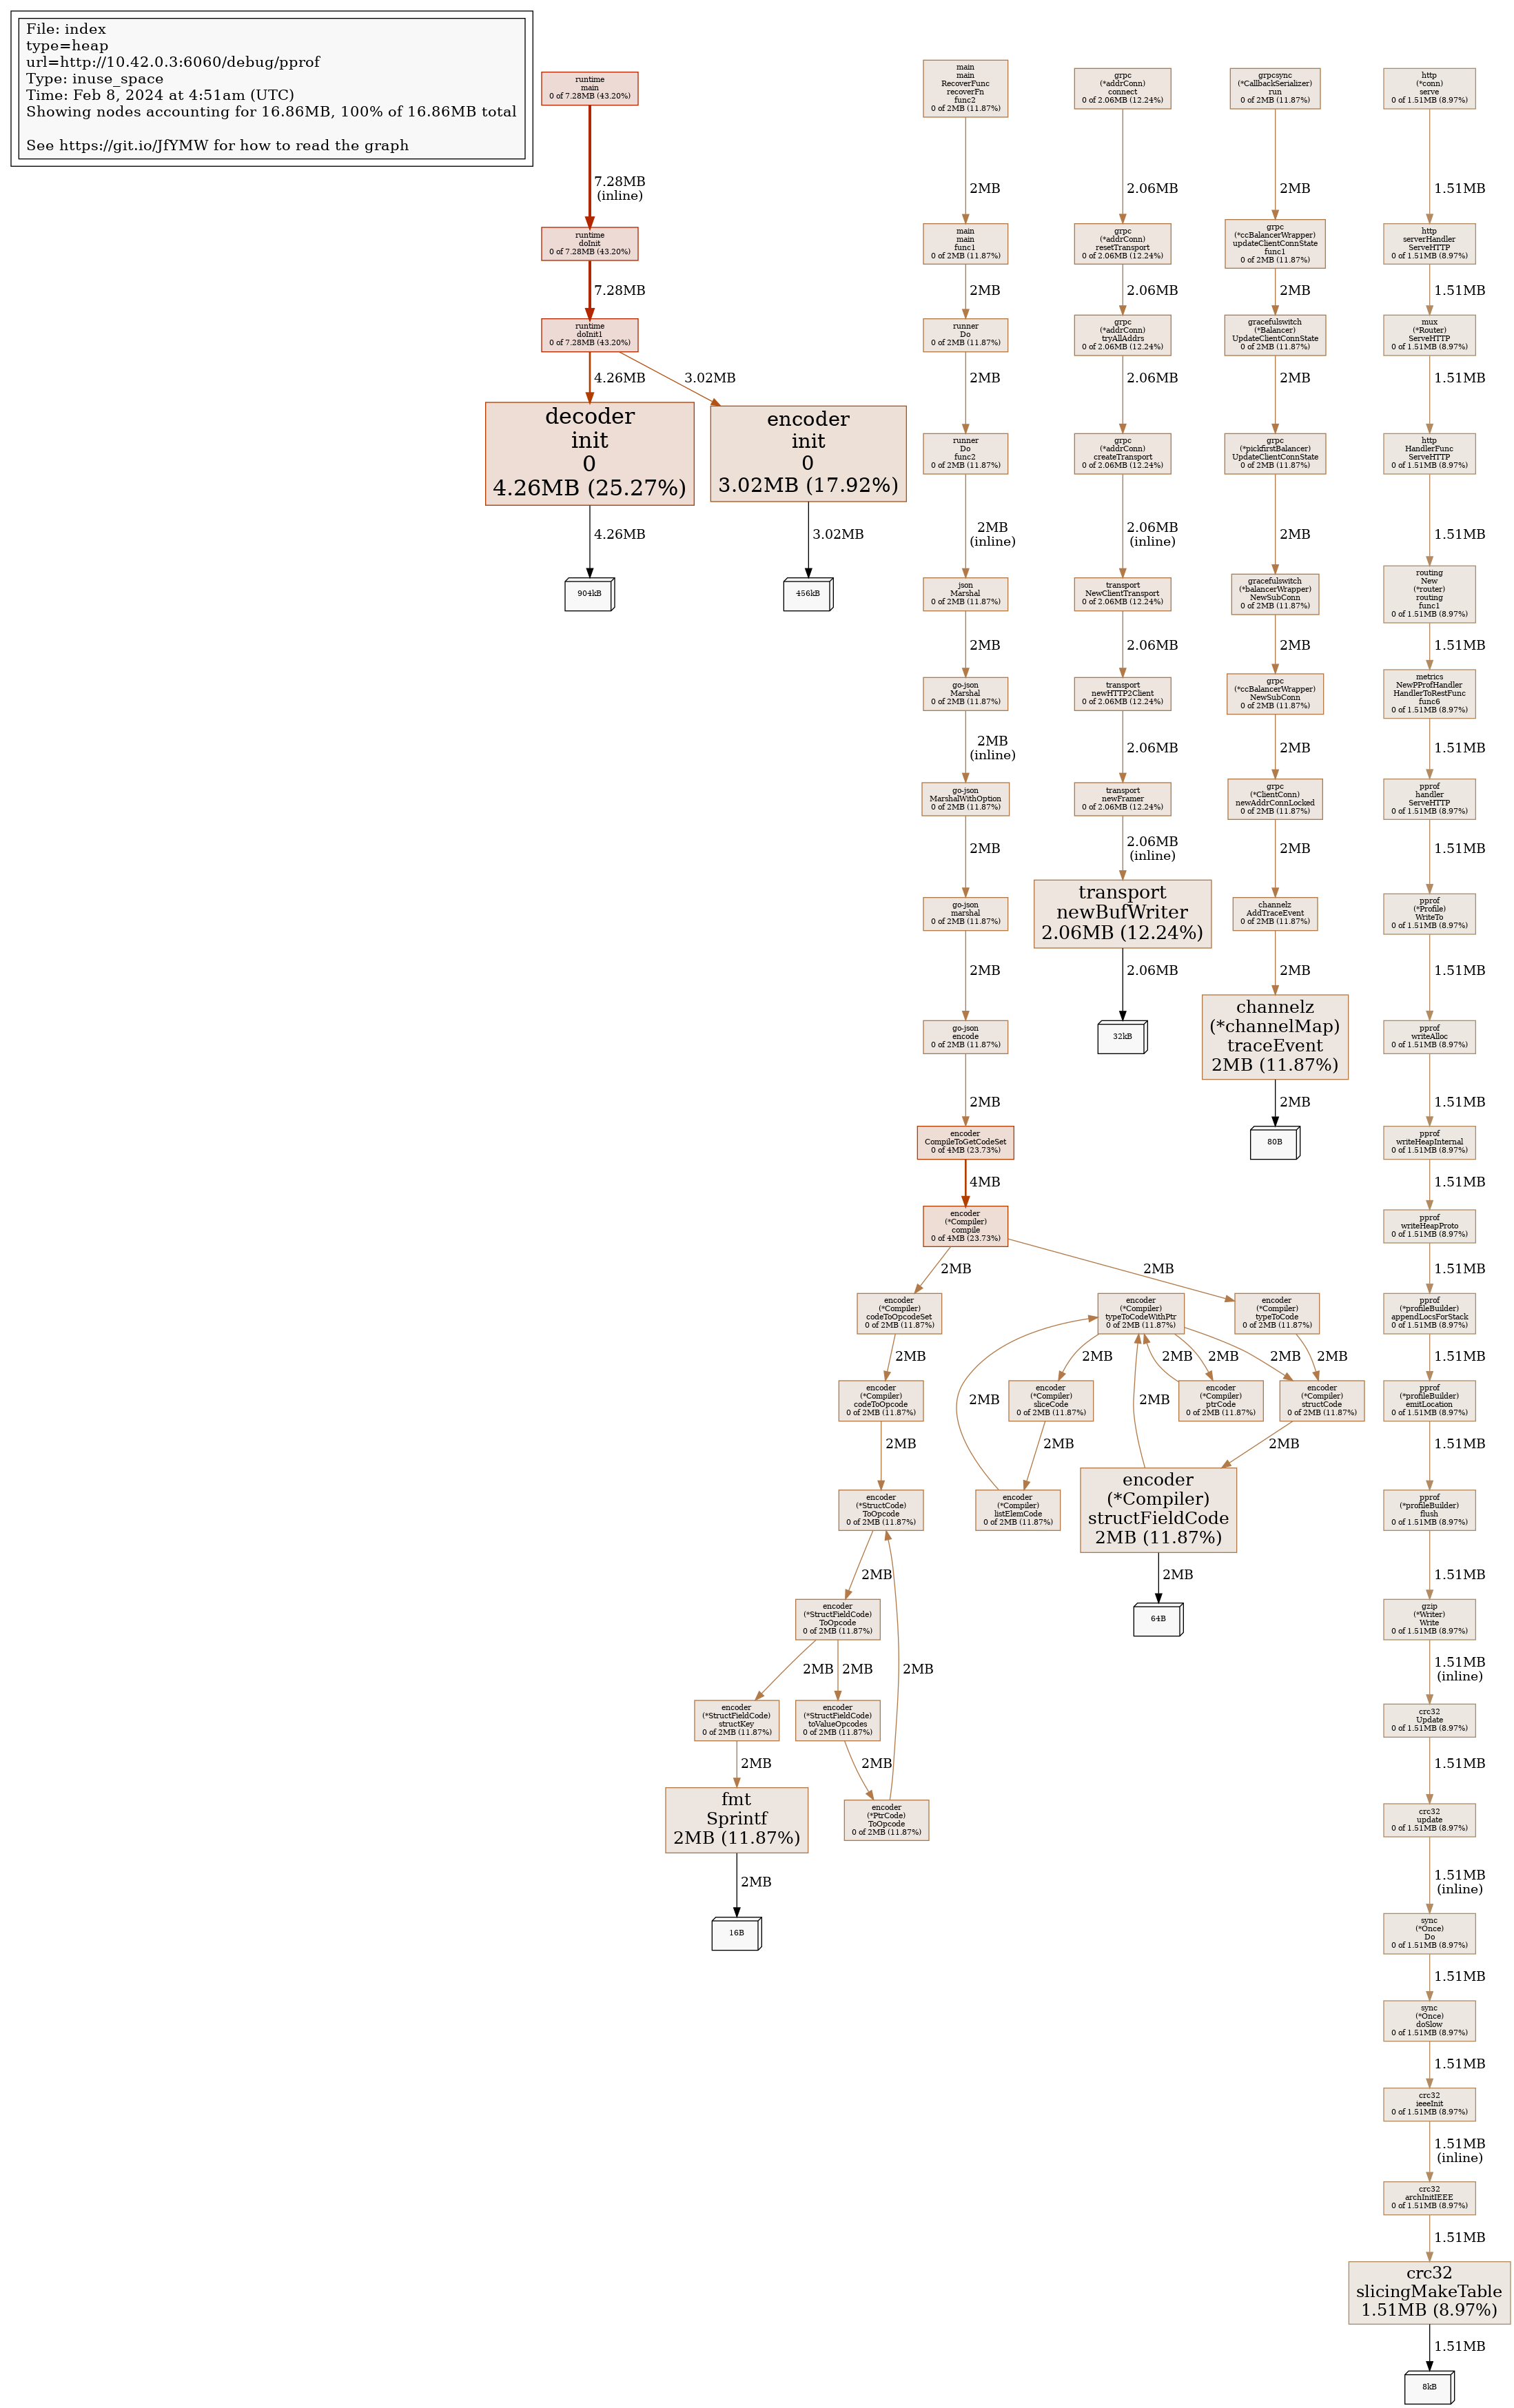 File: index
type=heap
url=http://10.42.0.3:6060/debug/pprof
Type: inuse_space
Time: Feb 8, 2024 at 4:51am (UTC)
Showing nodes accounting for 16.86MB, 100% of 16.86MB total
See https://git.io/JfYMW for how to read the graph
runtime
main
0 of 7.28MB (43.20%)
7.28MB
(inline)
runtime
doInit
0 of 7.28MB (43.20%)
7.28MB
runtime
doInit1
0 of 7.28MB (43.20%)
4.26MB
3.02MB
decoder
init
0
4.26MB (25.27%)
4.26MB
904kB
encoder
init
0
3.02MB (17.92%)
3.02MB
456kB
main
main
RecoverFunc
recoverFn
func2
0 of 2MB (11.87%)
2MB
main
main
func1
0 of 2MB (11.87%)
2MB
runner
Do
0 of 2MB (11.87%)
2MB
runner
Do
func2
0 of 2MB (11.87%)
2MB
(inline)
json
Marshal
0 of 2MB (11.87%)
2MB
go-json
Marshal
0 of 2MB (11.87%)
2MB
(inline)
go-json
MarshalWithOption
0 of 2MB (11.87%)
2MB
go-json
marshal
0 of 2MB (11.87%)
2MB
go-json
encode
0 of 2MB (11.87%)
2MB
encoder
CompileToGetCodeSet
0 of 4MB (23.73%)
4MB
encoder
(*Compiler)
compile
0 of 4MB (23.73%)
2MB
2MB
encoder
(*Compiler)
codeToOpcodeSet
0 of 2MB (11.87%)
2MB
encoder
(*Compiler)
codeToOpcode
0 of 2MB (11.87%)
2MB
encoder
(*StructCode)
ToOpcode
0 of 2MB (11.87%)
2MB
encoder
(*StructFieldCode)
ToOpcode
0 of 2MB (11.87%)
2MB
2MB
2MB
encoder
(*StructFieldCode)
structKey
0 of 2MB (11.87%)
2MB
encoder
(*StructFieldCode)
toValueOpcodes
0 of 2MB (11.87%)
2MB
fmt
Sprintf
2MB (11.87%)
2MB
16B
encoder
(*PtrCode)
ToOpcode
0 of 2MB (11.87%)
encoder
(*Compiler)
typeToCodeWithPtr
0 of 2MB (11.87%)
encoder
(*Compiler)
typeToCode
0 of 2MB (11.87%)
2MB
2MB
2MB
2MB
2MB
2MB
2MB
encoder
(*Compiler)
sliceCode
0 of 2MB (11.87%)
2MB
encoder
(*Compiler)
ptrCode
0 of 2MB (11.87%)
encoder
(*Compiler)
structCode
0 of 2MB (11.87%)
2MB
encoder
(*Compiler)
listElemCode
0 of 2MB (11.87%)
encoder
(*Compiler)
structFieldCode
2MB (11.87%)
2MB
64B
grpc
(*addrConn)
connect
0 of 2.06MB (12.24%)
2.06MB
grpc
(*addrConn)
resetTransport
0 of 2.06MB (12.24%)
2.06MB
grpc
(*addrConn)
tryAllAddrs
0 of 2.06MB (12.24%)
2.06MB
grpc
(*addrConn)
createTransport
0 of 2.06MB (12.24%)
2.06MB
(inline)
transport
NewClientTransport
0 of 2.06MB (12.24%)
2.06MB
transport
newHTTP2Client
0 of 2.06MB (12.24%)
2.06MB
transport
newFramer
0 of 2.06MB (12.24%)
2.06MB
(inline)
transport
newBufWriter
2.06MB (12.24%)
2.06MB
32kB
grpcsync
(*CallbackSerializer)
run
0 of 2MB (11.87%)
2MB
grpc
(*ccBalancerWrapper)
updateClientConnState
func1
0 of 2MB (11.87%)
2MB
gracefulswitch
(*Balancer)
UpdateClientConnState
0 of 2MB (11.87%)
2MB
grpc
(*pickfirstBalancer)
UpdateClientConnState
0 of 2MB (11.87%)
2MB
gracefulswitch
(*balancerWrapper)
NewSubConn
0 of 2MB (11.87%)
2MB
grpc
(*ccBalancerWrapper)
NewSubConn
0 of 2MB (11.87%)
2MB
grpc
(*ClientConn)
newAddrConnLocked
0 of 2MB (11.87%)
2MB
channelz
AddTraceEvent
0 of 2MB (11.87%)
2MB
channelz
(*channelMap)
traceEvent
2MB (11.87%)
2MB
80B
http
(*conn)
serve
0 of 1.51MB (8.97%)
1.51MB
http
serverHandler
ServeHTTP
0 of 1.51MB (8.97%)
1.51MB
mux
(*Router)
ServeHTTP
0 of 1.51MB (8.97%)
1.51MB
http
HandlerFunc
ServeHTTP
0 of 1.51MB (8.97%)
1.51MB
routing
New
(*router)
routing
func1
0 of 1.51MB (8.97%)
1.51MB
metrics
NewPProfHandler
HandlerToRestFunc
func6
0 of 1.51MB (8.97%)
1.51MB
pprof
handler
ServeHTTP
0 of 1.51MB (8.97%)
1.51MB
pprof
(*Profile)
WriteTo
0 of 1.51MB (8.97%)
1.51MB
pprof
writeAlloc
0 of 1.51MB (8.97%)
1.51MB
pprof
writeHeapInternal
0 of 1.51MB (8.97%)
1.51MB
pprof
writeHeapProto
0 of 1.51MB (8.97%)
1.51MB
pprof
(*profileBuilder)
appendLocsForStack
0 of 1.51MB (8.97%)
1.51MB
pprof
(*profileBuilder)
emitLocation
0 of 1.51MB (8.97%)
1.51MB
pprof
(*profileBuilder)
flush
0 of 1.51MB (8.97%)
1.51MB
gzip
(*Writer)
Write
0 of 1.51MB (8.97%)
1.51MB
(inline)
crc32
Update
0 of 1.51MB (8.97%)
1.51MB
crc32
update
0 of 1.51MB (8.97%)
1.51MB
(inline)
sync
(*Once)
Do
0 of 1.51MB (8.97%)
1.51MB
sync
(*Once)
doSlow
0 of 1.51MB (8.97%)
1.51MB
crc32
ieeeInit
0 of 1.51MB (8.97%)
1.51MB
(inline)
crc32
archInitIEEE
0 of 1.51MB (8.97%)
1.51MB
crc32
slicingMakeTable
1.51MB (8.97%)
1.51MB
8kB